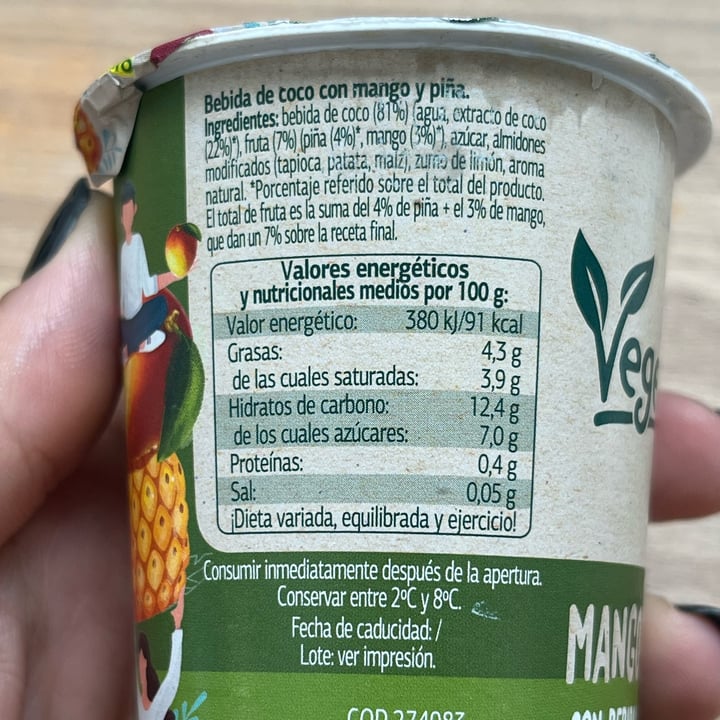 Bebida de coco con mango y piña.
Ingredientes: bebida de coco (81%) (agua, extracto de coco
(22%)*), fruta (7%) (piña (4%)*, mango (3%)*), azúcar, almidones
modificados (tapioca, patata, maíz), zumo de limón, aroma
natural. *Porcentaje referido sobre el total del producto.
El total de fruta es la suma del 4% de piña + el 3% de mango,
que dan un 7% sobre la receta final.
Valores energéticos
y nutricionales medios por 100 g:
Valor energético: 380 kJ/91 kcal
Grasas: 4,3 g
de las cuales saturadas: 3,9 g
Hidratos de carbono: 12,4 g
de los cuales azúcares: 7,0 g
Proteínas: 0,4 g
Sal: 0,05 g
¡Dieta variada, equilibrada y ejercicio!
Consumir inmediatamente después de la apertura.
Conservar entre 2ºC y 8ºC.
Fecha de caducidad: /
Lote: ver impresión.
COD 274083
Veg
MANG